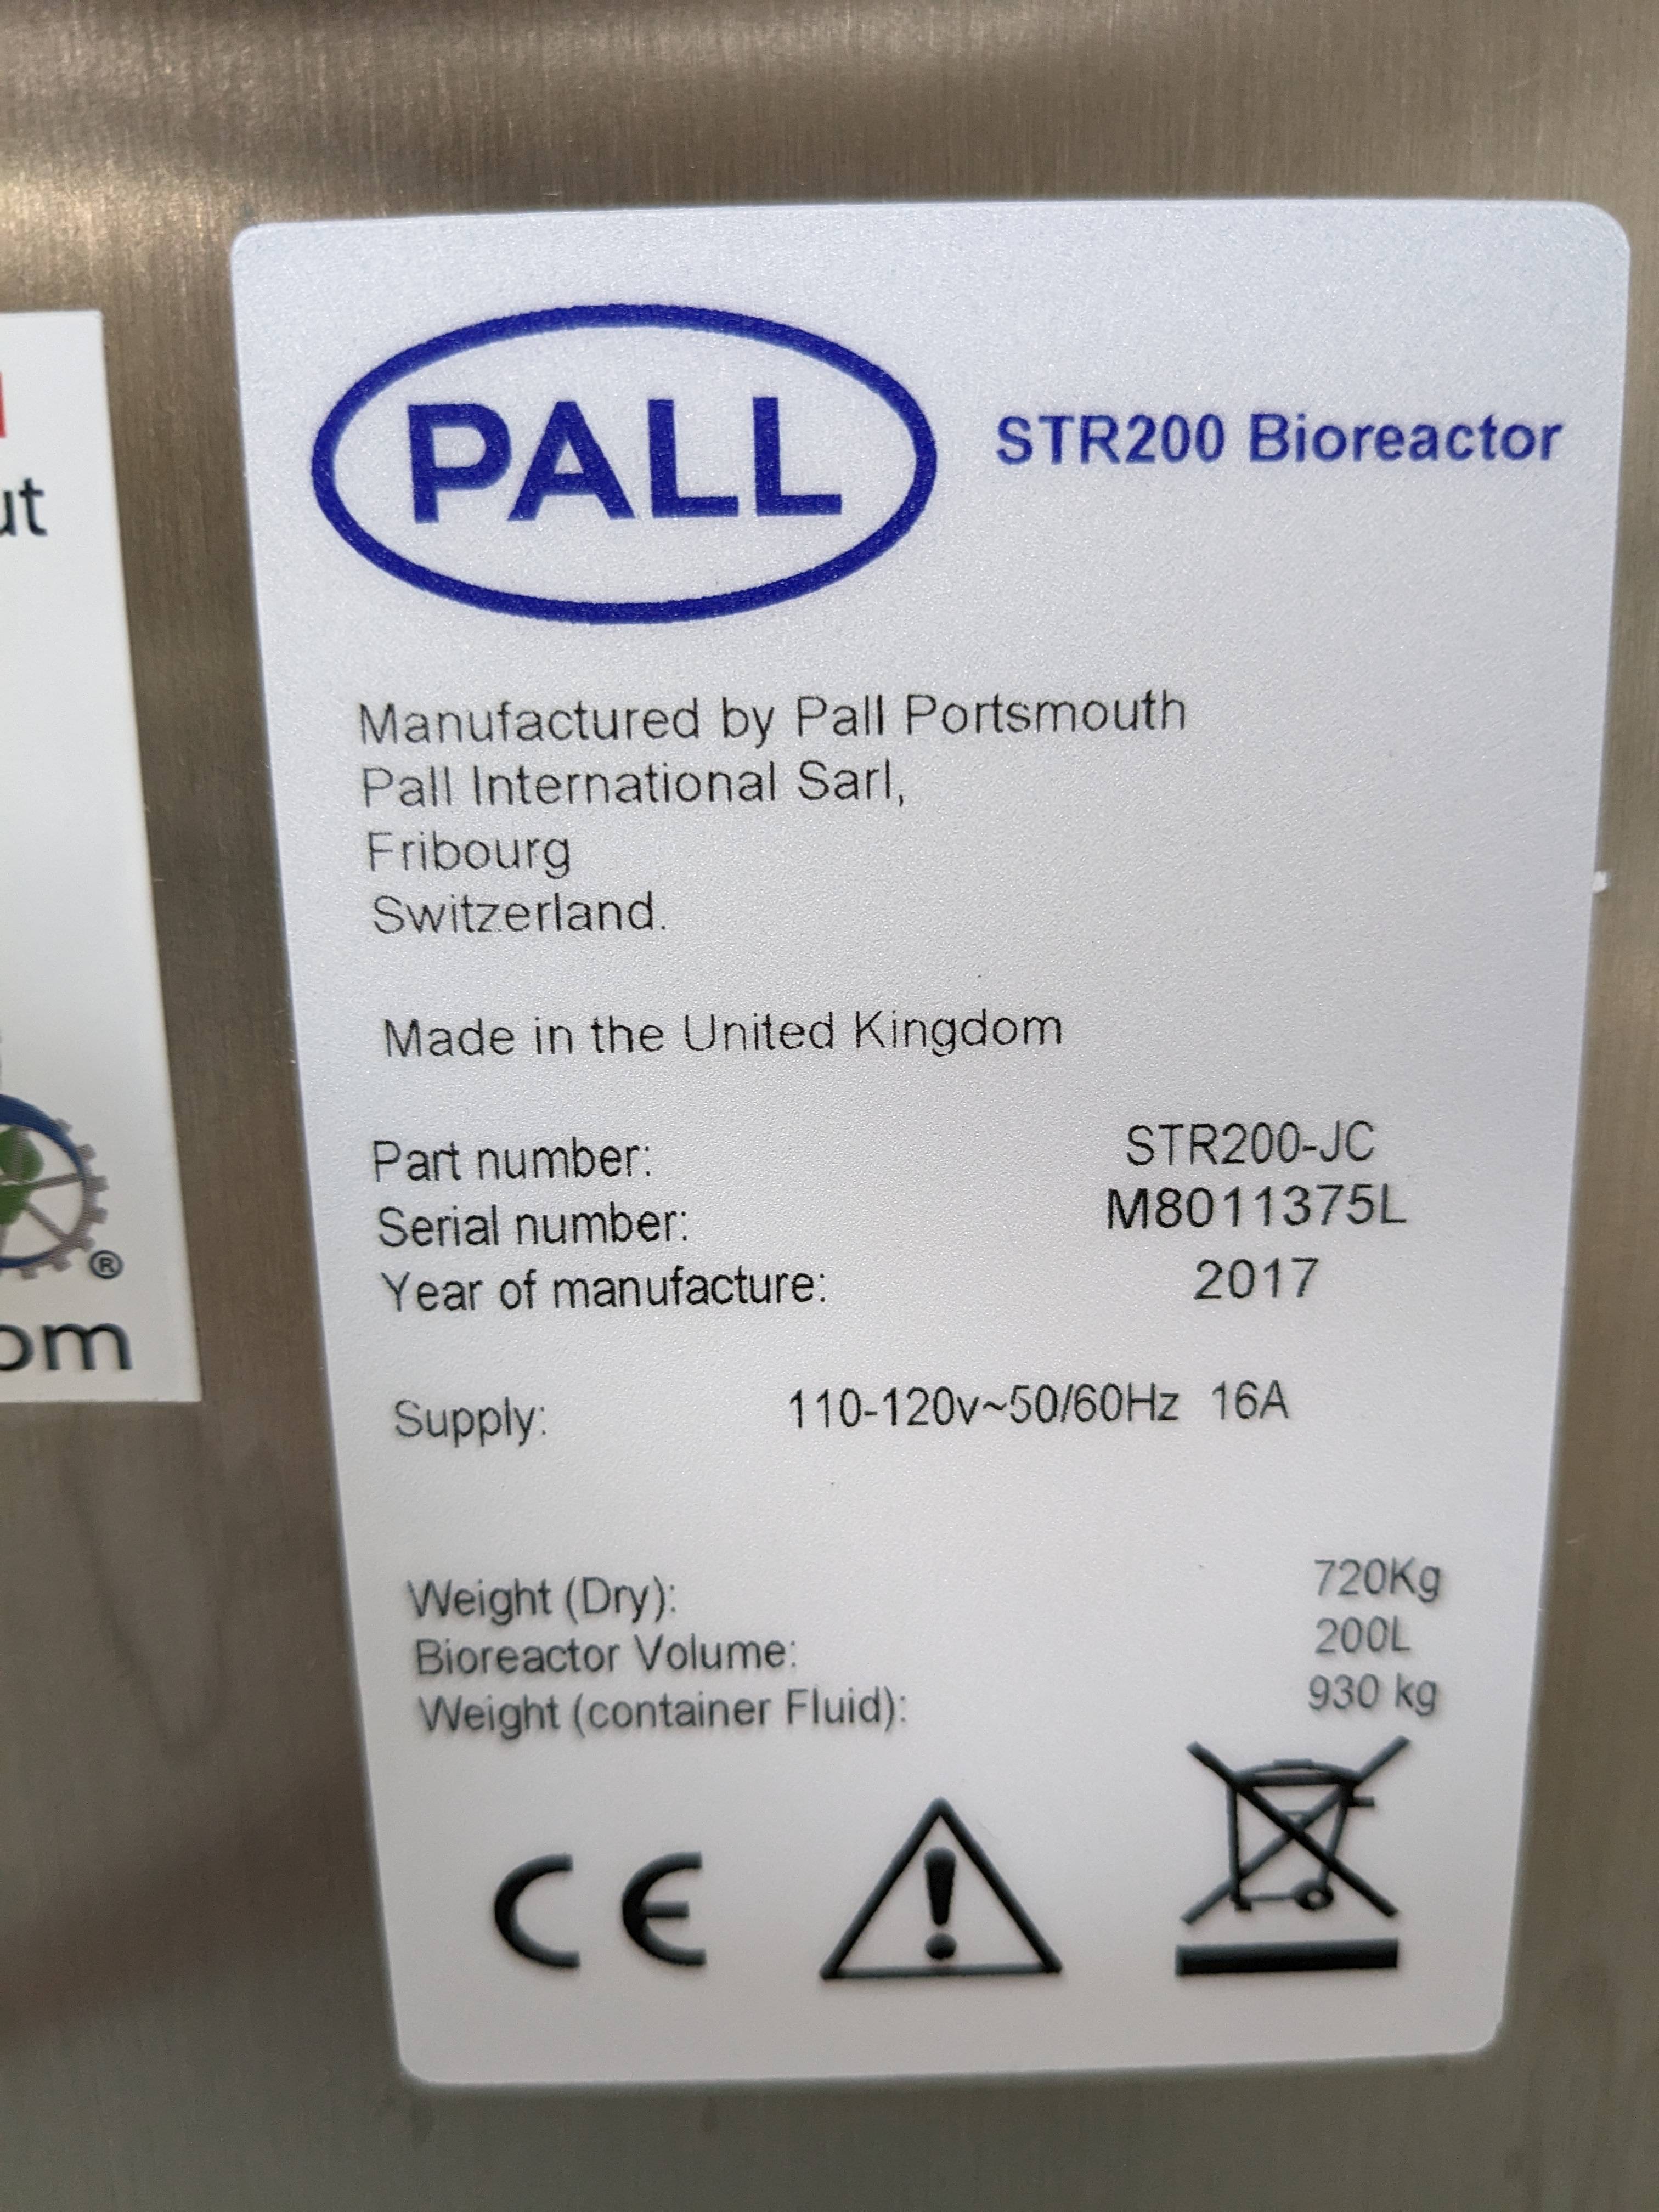 PALL
STR200 Bioreactor
Manufactured by Pall Portsmouth
Pall International Sarl,
Fribourg
Switzerland.
Made in the United Kingdom
Part number: STR200-JC
Serial number: M8011375L
Year of manufacture: 2017
Supply: 110-120v~50/60Hz 16A
Weight (Dry): 720Kg
Bioreactor Volume: 200L
Weight (container Fluid): 930 kg
CE
ut
®
om